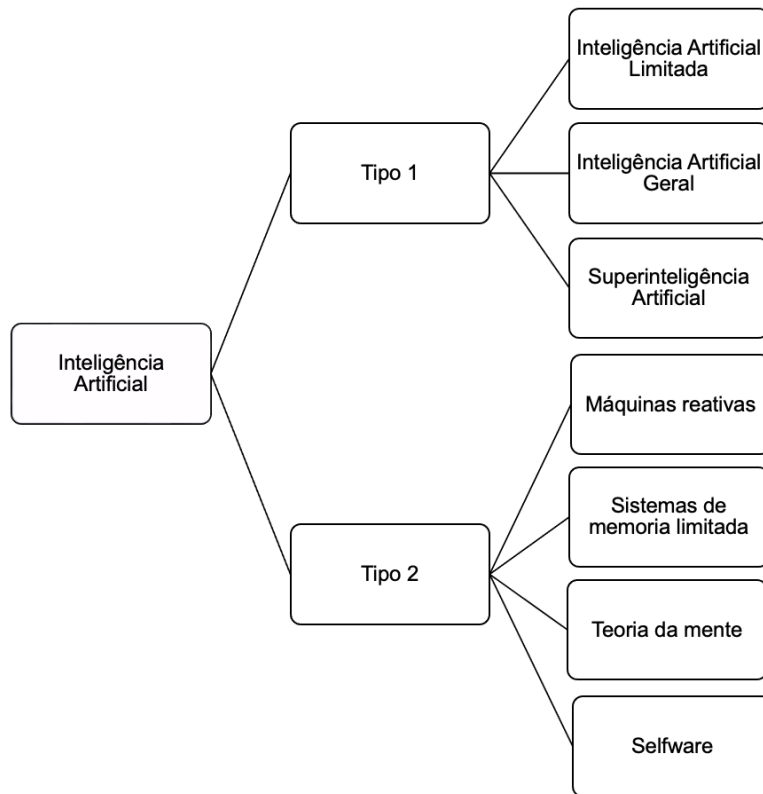 Inteligência
Artificial
Tipo 1
Inteligência Artificial
Limitada
Inteligência Artificial
Geral
Superinteligência
Artificial
Tipo 2
Máquinas reativas
Sistemas de
memoria limitada
Teoria da mente
Selfware